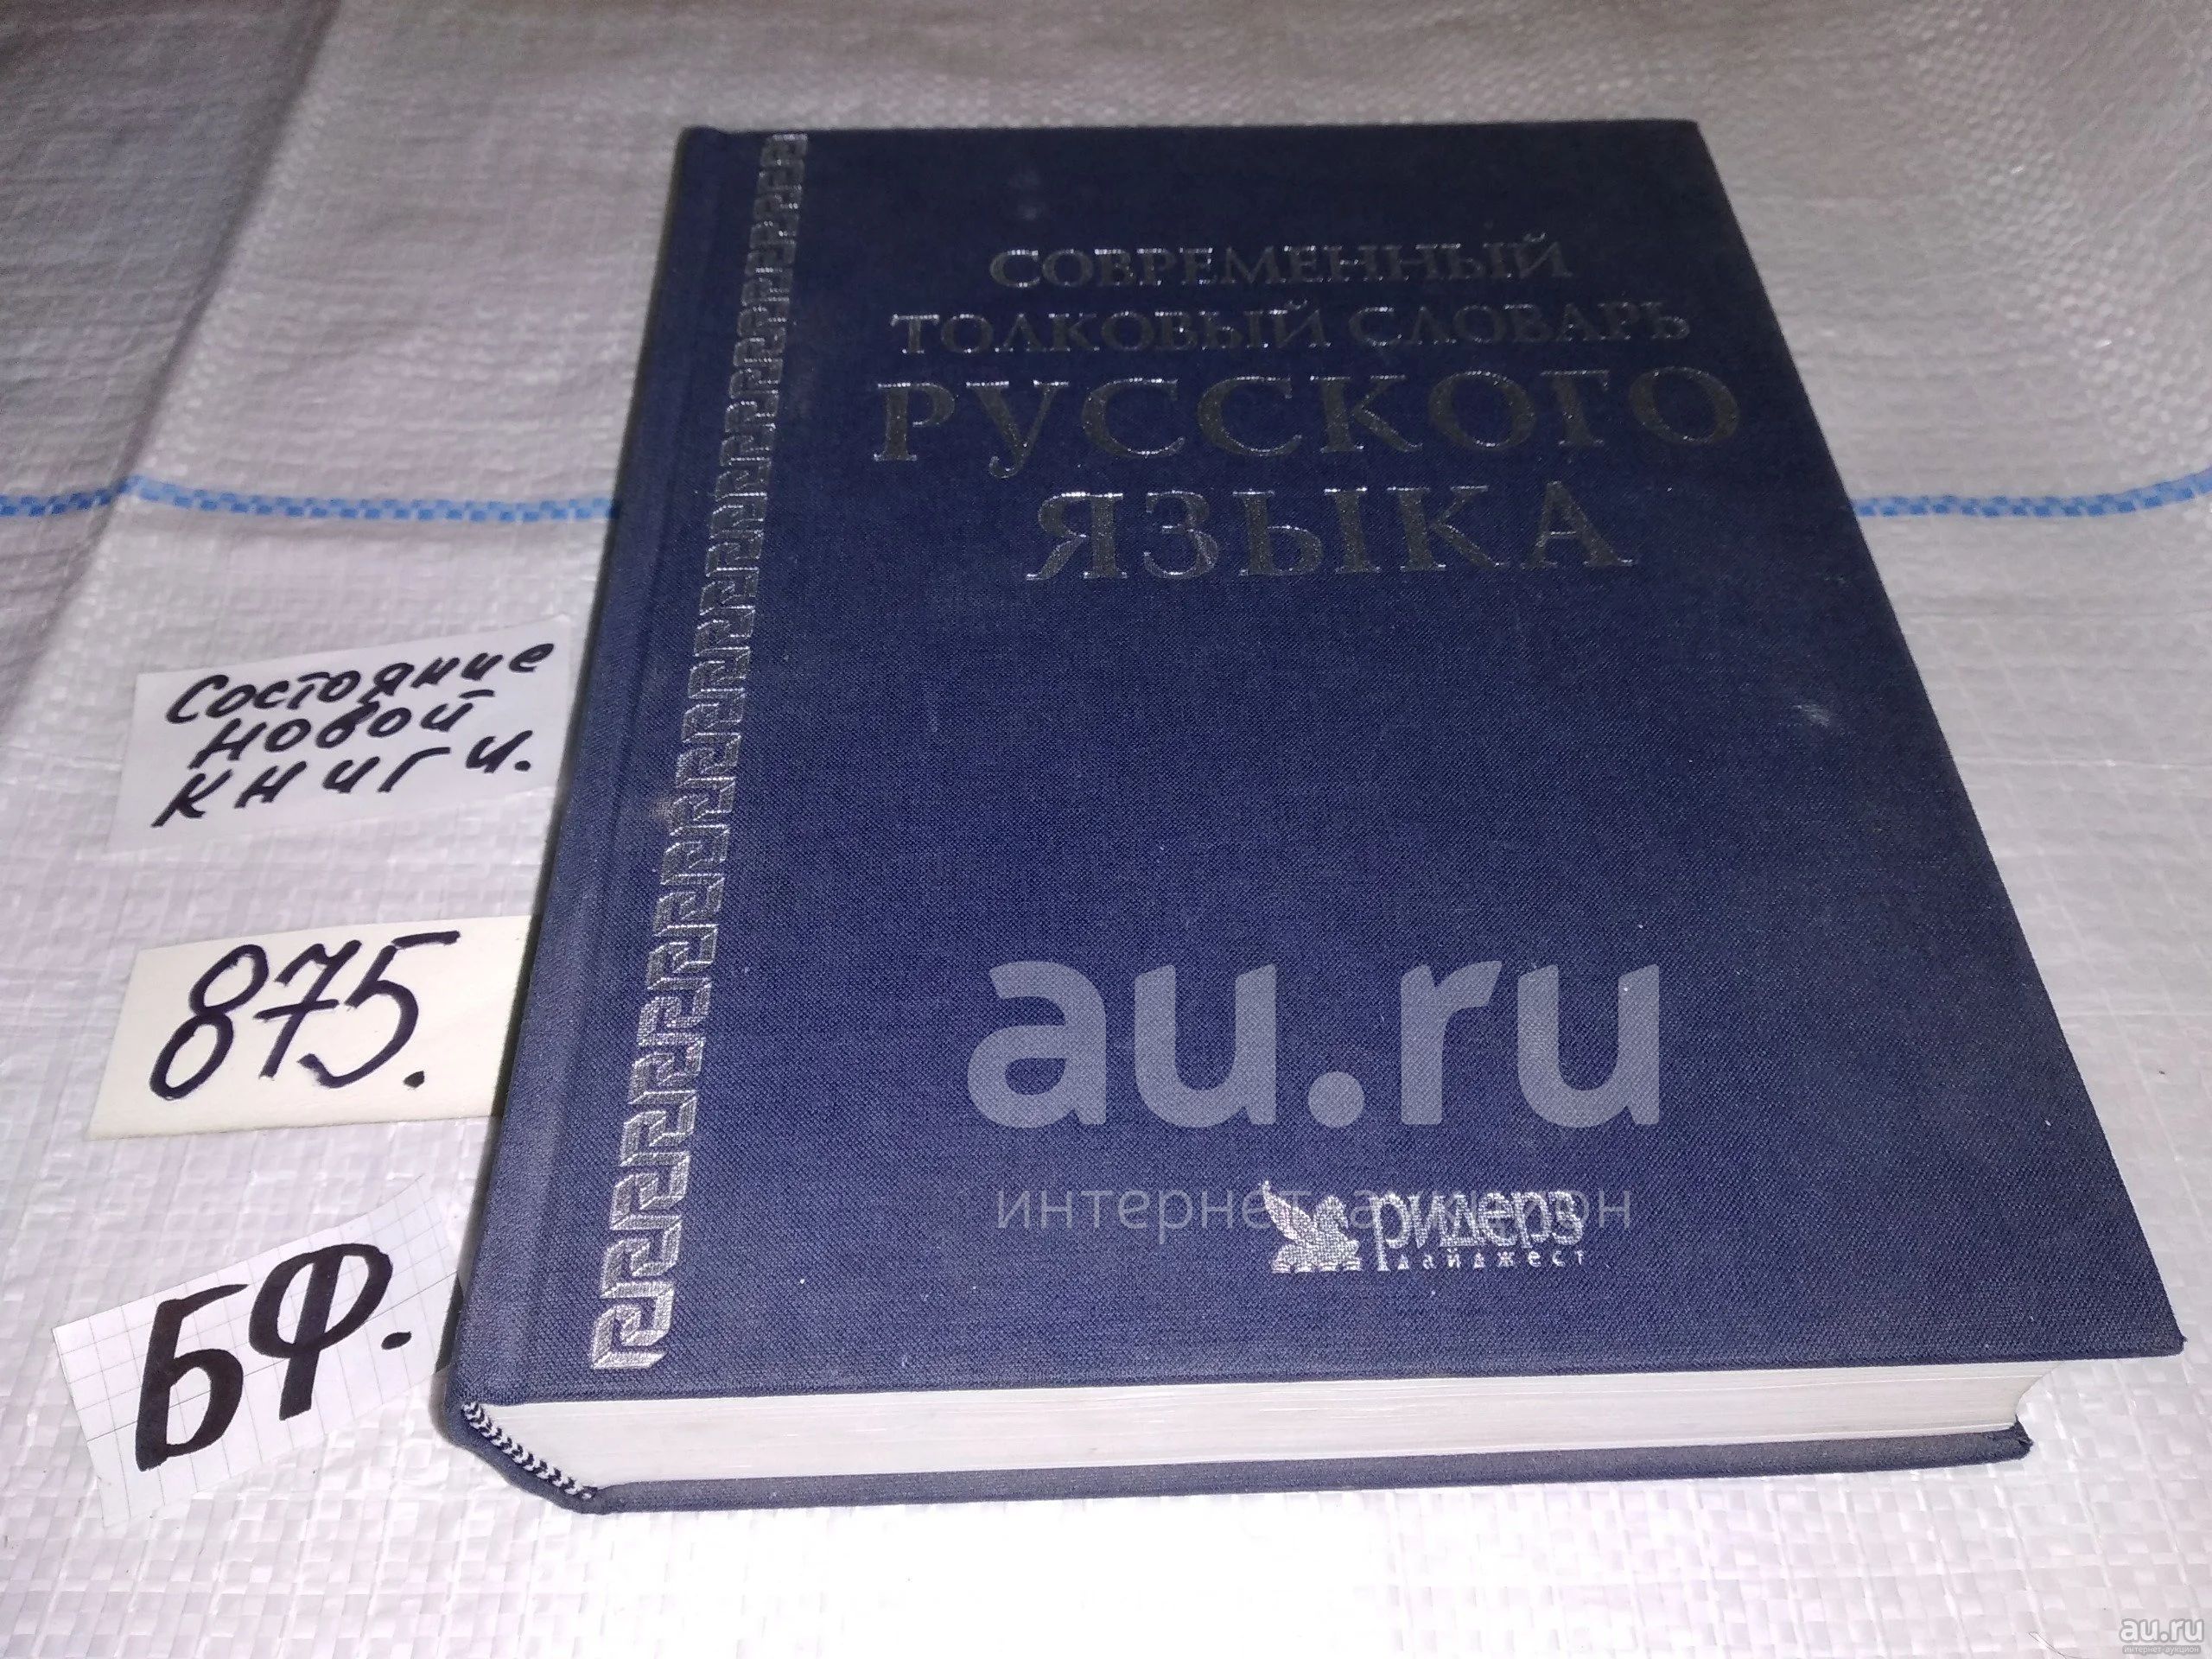 СОВРЕМЕННЫЙ
ТОЛКОВЫЙ СЛОВАРЬ
РУССКОГО
ЯЗЫКА
Состояние
новой
книги.
875.
БФ.
au.ru
интернет-аукцион
ридерз
дайджест
au.ru
интернет-аукцион